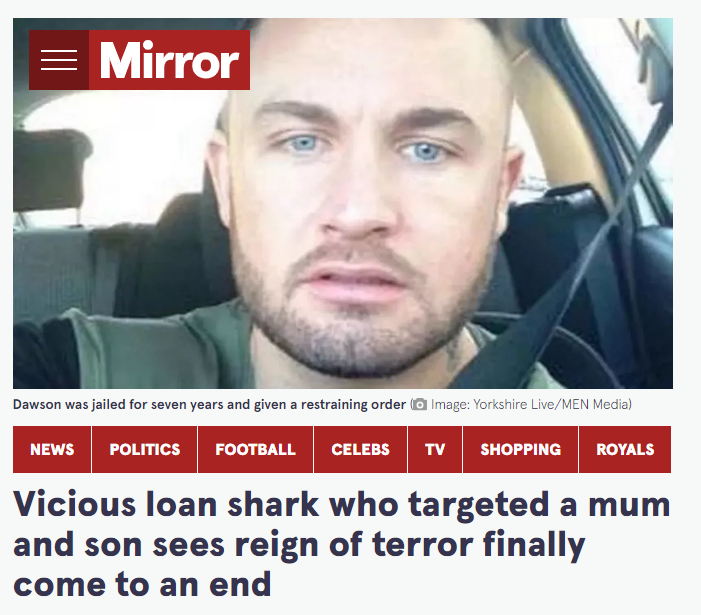 Mirror
Dawson was jailed for seven years and given a restraining order ( Image: Yorkshire Live/MEN Media)
NEWS POLITICS FOOTBALL CELEBS TV SHOPPING ROYALS
Vicious loan shark who targeted a mum
and son sees reign of terror finally
come to an end